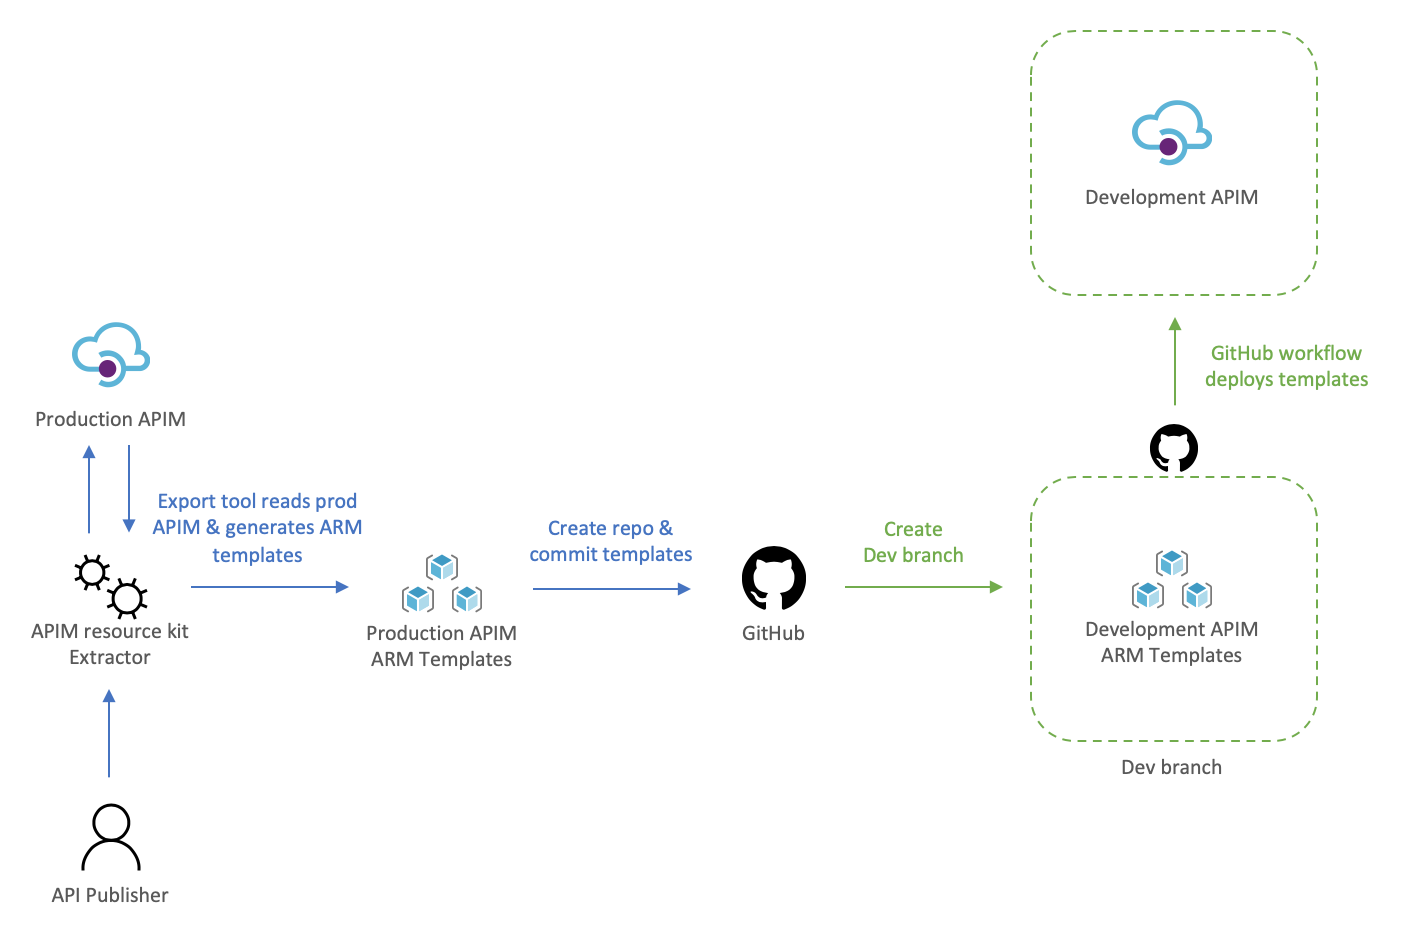 Development APIM
GitHub workflow
deploys templates
Production APIM
Export tool reads prod
APIM & generates ARM
templates
Create repo &
commit templates
Create
Dev branch
APIM resource kit
Extractor
Production APIM
ARM Templates
GitHub
Development APIM
ARM Templates
Dev branch
API Publisher